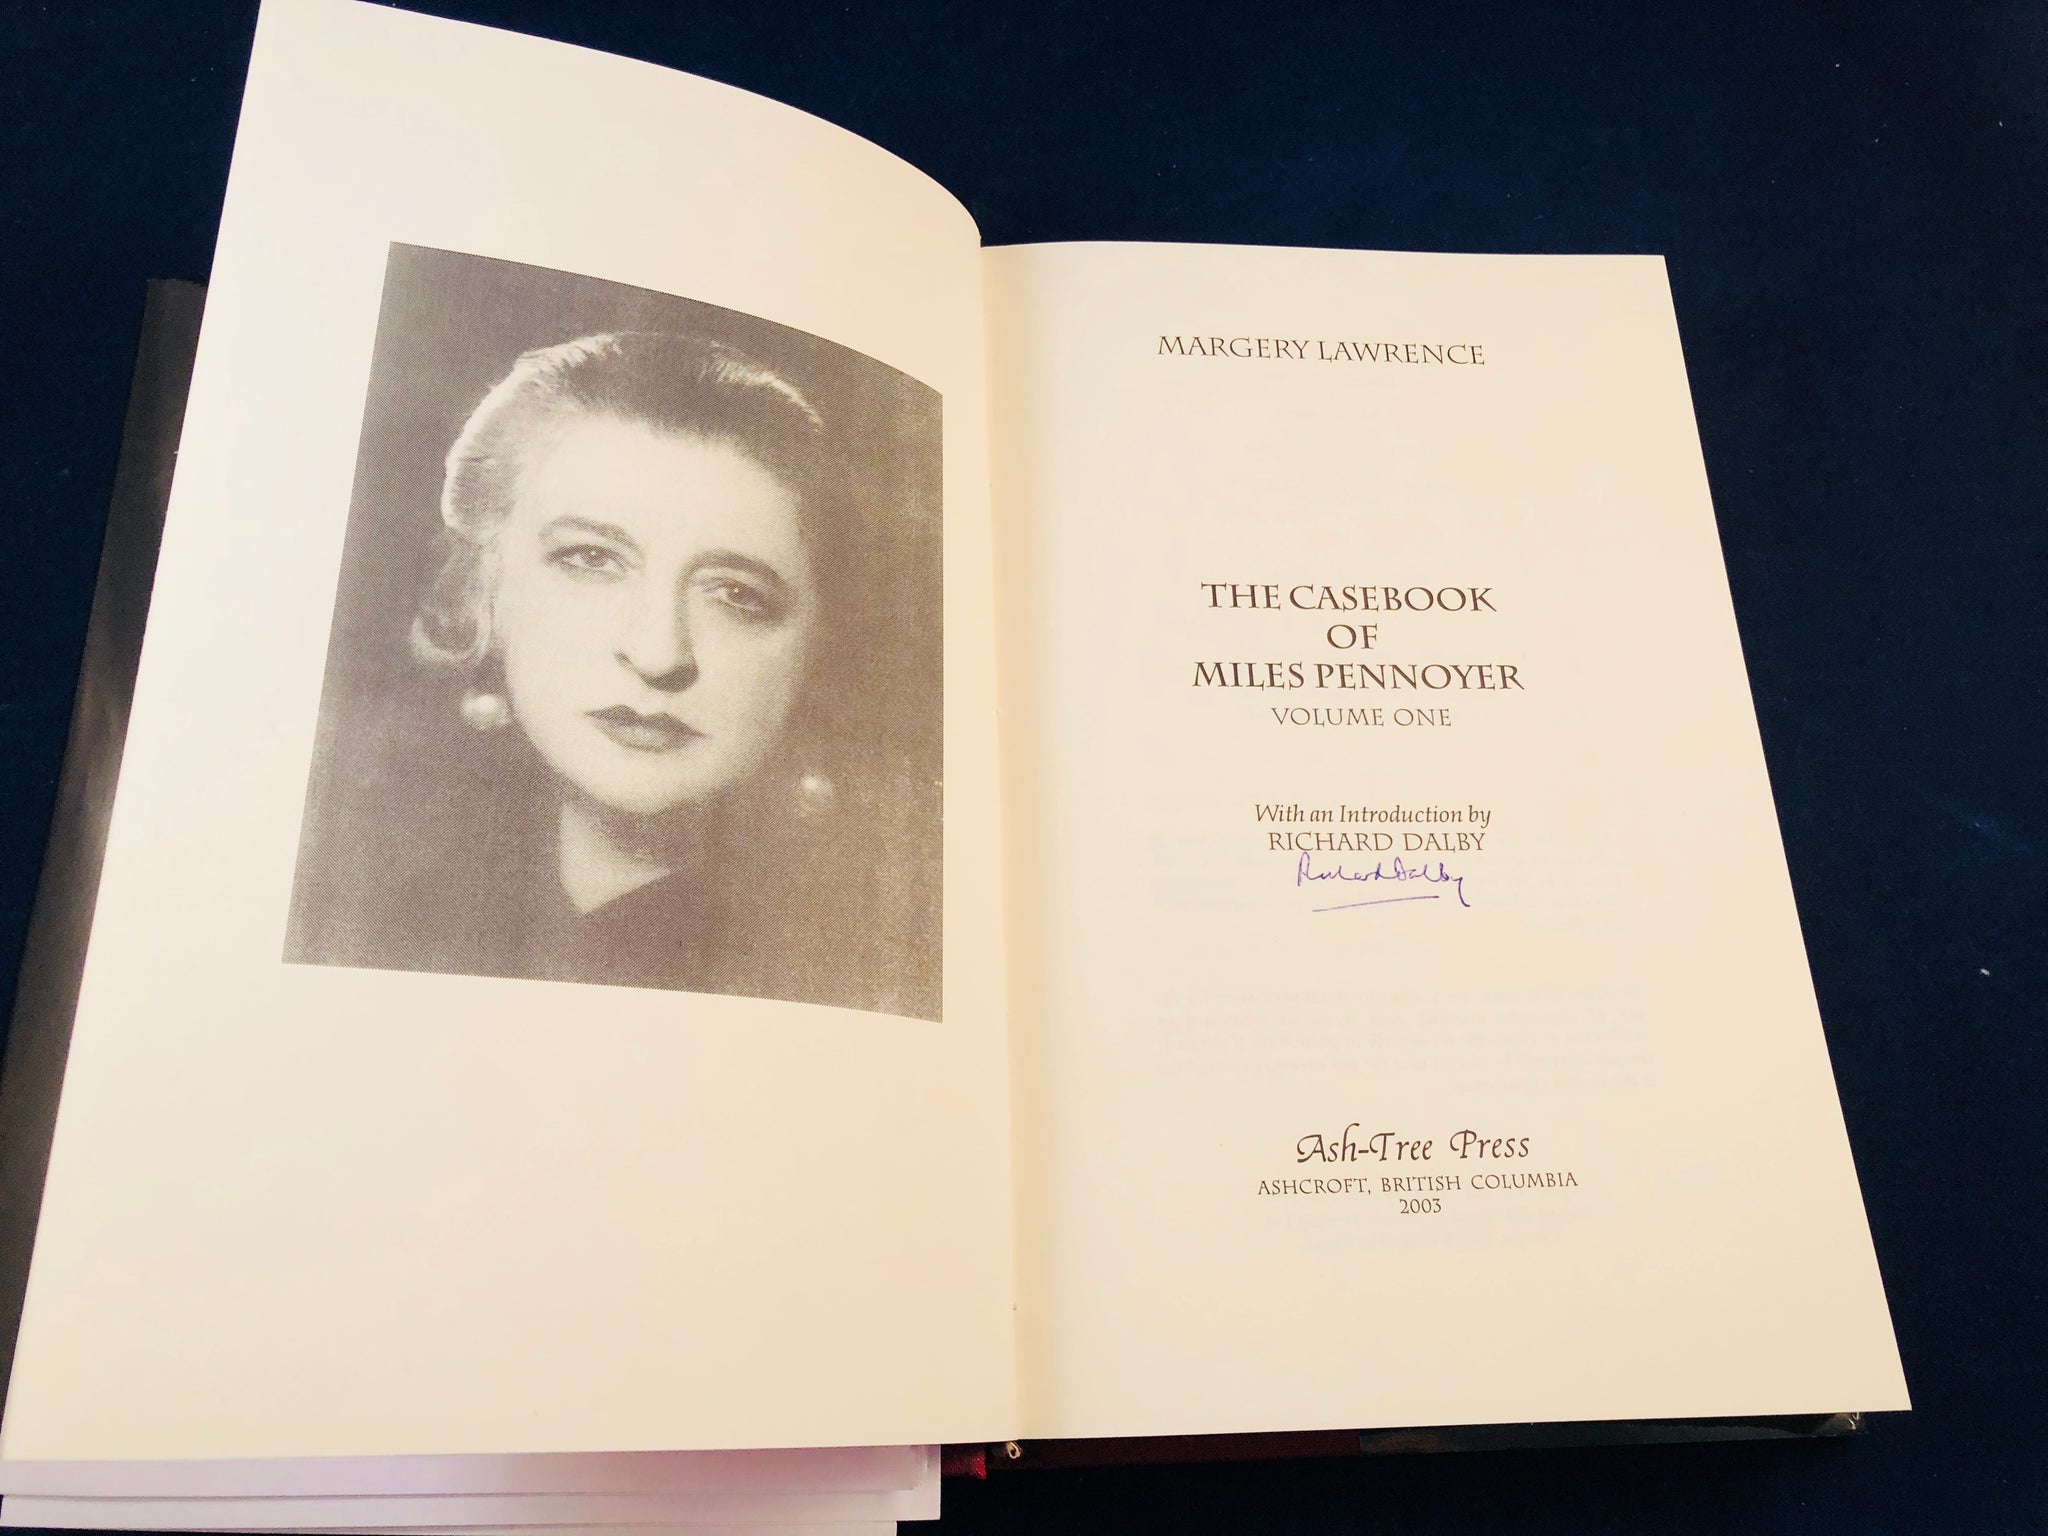 MARGERY LAWRENCE
THE CASEBOOK
OF
MILES PENNOYER
VOLUME ONE
With an Introduction by
RICHARD DALBY
Richard Dalby
Ash-Tree Press
ASHCROFT, BRITISH COLUMBIA
2003